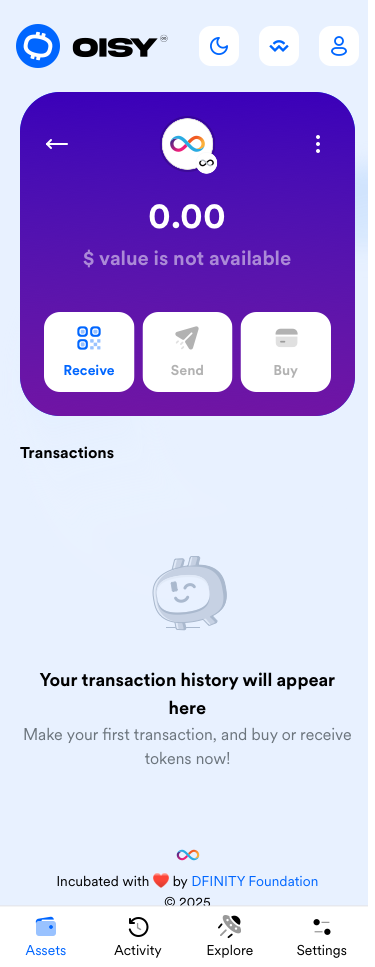 OISY
0.00
$ value is not available
Receive
Send
Buy
Transactions
Your transaction history will appear
here
Make your first transaction, and buy or receive
tokens now!
Incubated with ❤️ by DFINITY Foundation
© 2025
Assets
Activity
Explore
Settings